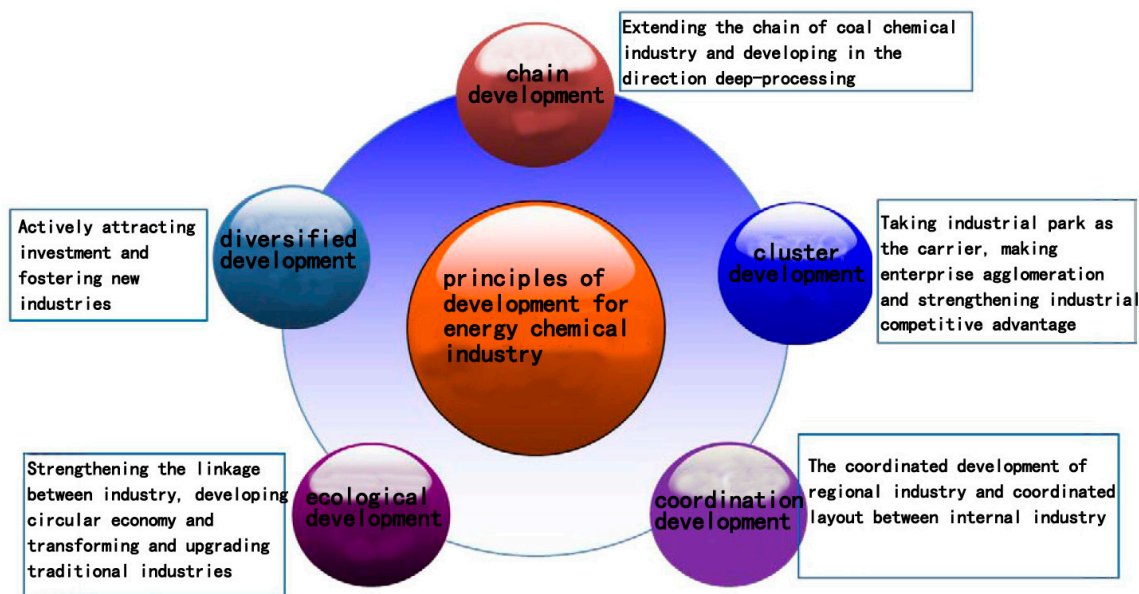 Extending the chain of coal chemical
industry and developing in the
direction deep-processing
chain
development
Actively attracting
investment and
fostering new
industries
diversified
development
principles of
development for
energy chemical
industry
cluster
development
Taking industrial park as
the carrier, making
enterprise agglomeration
and strengthening industrial
competitive advantage
Strengthening the linkage
between industry, developing
circular economy and
transforming and upgrading
traditional industries
ecological
development
coordination
development
The coordinated development of
regional industry and coordinated
layout between internal industry